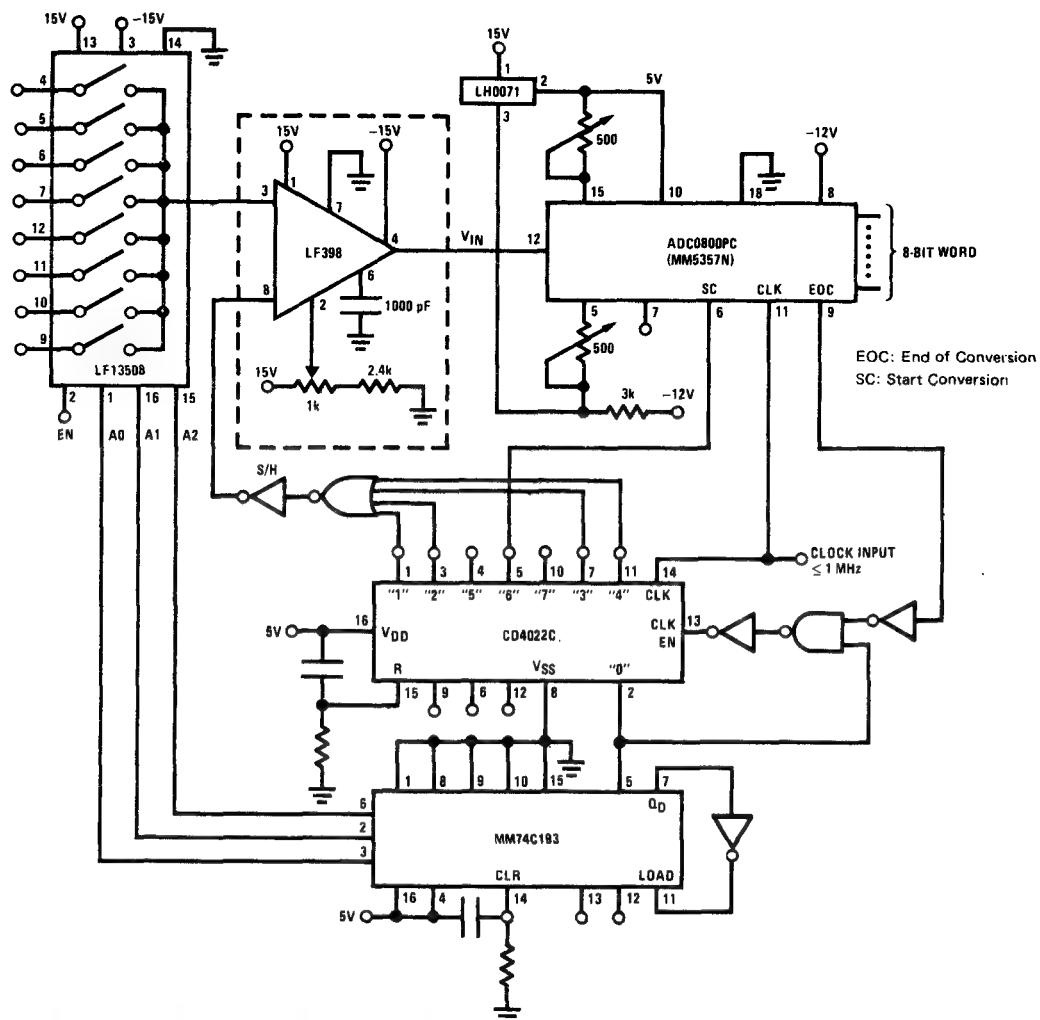 15V -15V
13 3 14
4
5
6
7
12
11
10
9
LF13508
2 1 16 15
EN A0 A1 A2
15V -15V
1 7
3 4
LF398
8 2 6
1000 pF
15V 2.4k
1k
15V
1
LH0071 2 5V
3
500
-12V
15 10 18 8
VIN 12
ADC0800PC
(MM5357N)
8-BIT WORD
SC CLK EOC
5 7 6 11 9
500
3k -12V
EOC: End of Conversion
SC: Start Conversion
S/H
CLOCK INPUT
≤ 1 MHz
1 3 4 5 10 7 11 14
"1" "2" "5" "6" "7" "3" "4" CLK
5V 16 VDD CD4022C CLK EN 13
R VSS "0"
15 9 6 12 8 2
1 8 9 10 15 5 7
QD
6
2
3
MM74C193
CLR LOAD
16 4 14 13 12 11
5V